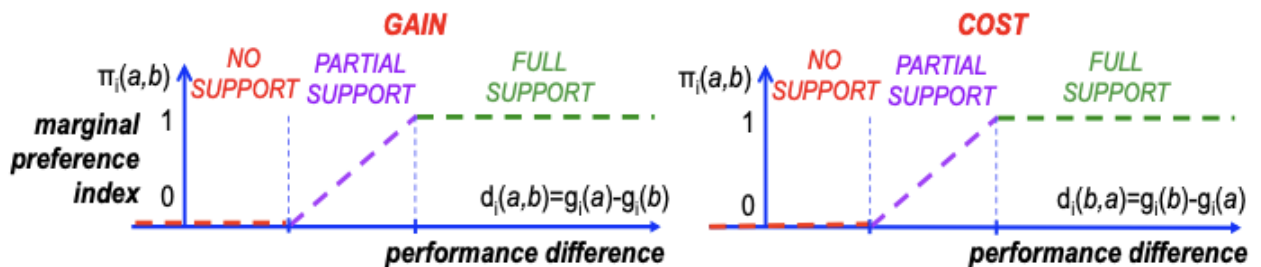 GAIN
πi(a,b)
NO
SUPPORT
PARTIAL
SUPPORT
FULL
SUPPORT
1
marginal
preference
index
0
di(a,b)=gi(a)-gi(b)
performance difference
COST
πi(a,b)
NO
SUPPORT
PARTIAL
SUPPORT
FULL
SUPPORT
1
0
di(b,a)=gi(b)-gi(a)
performance difference